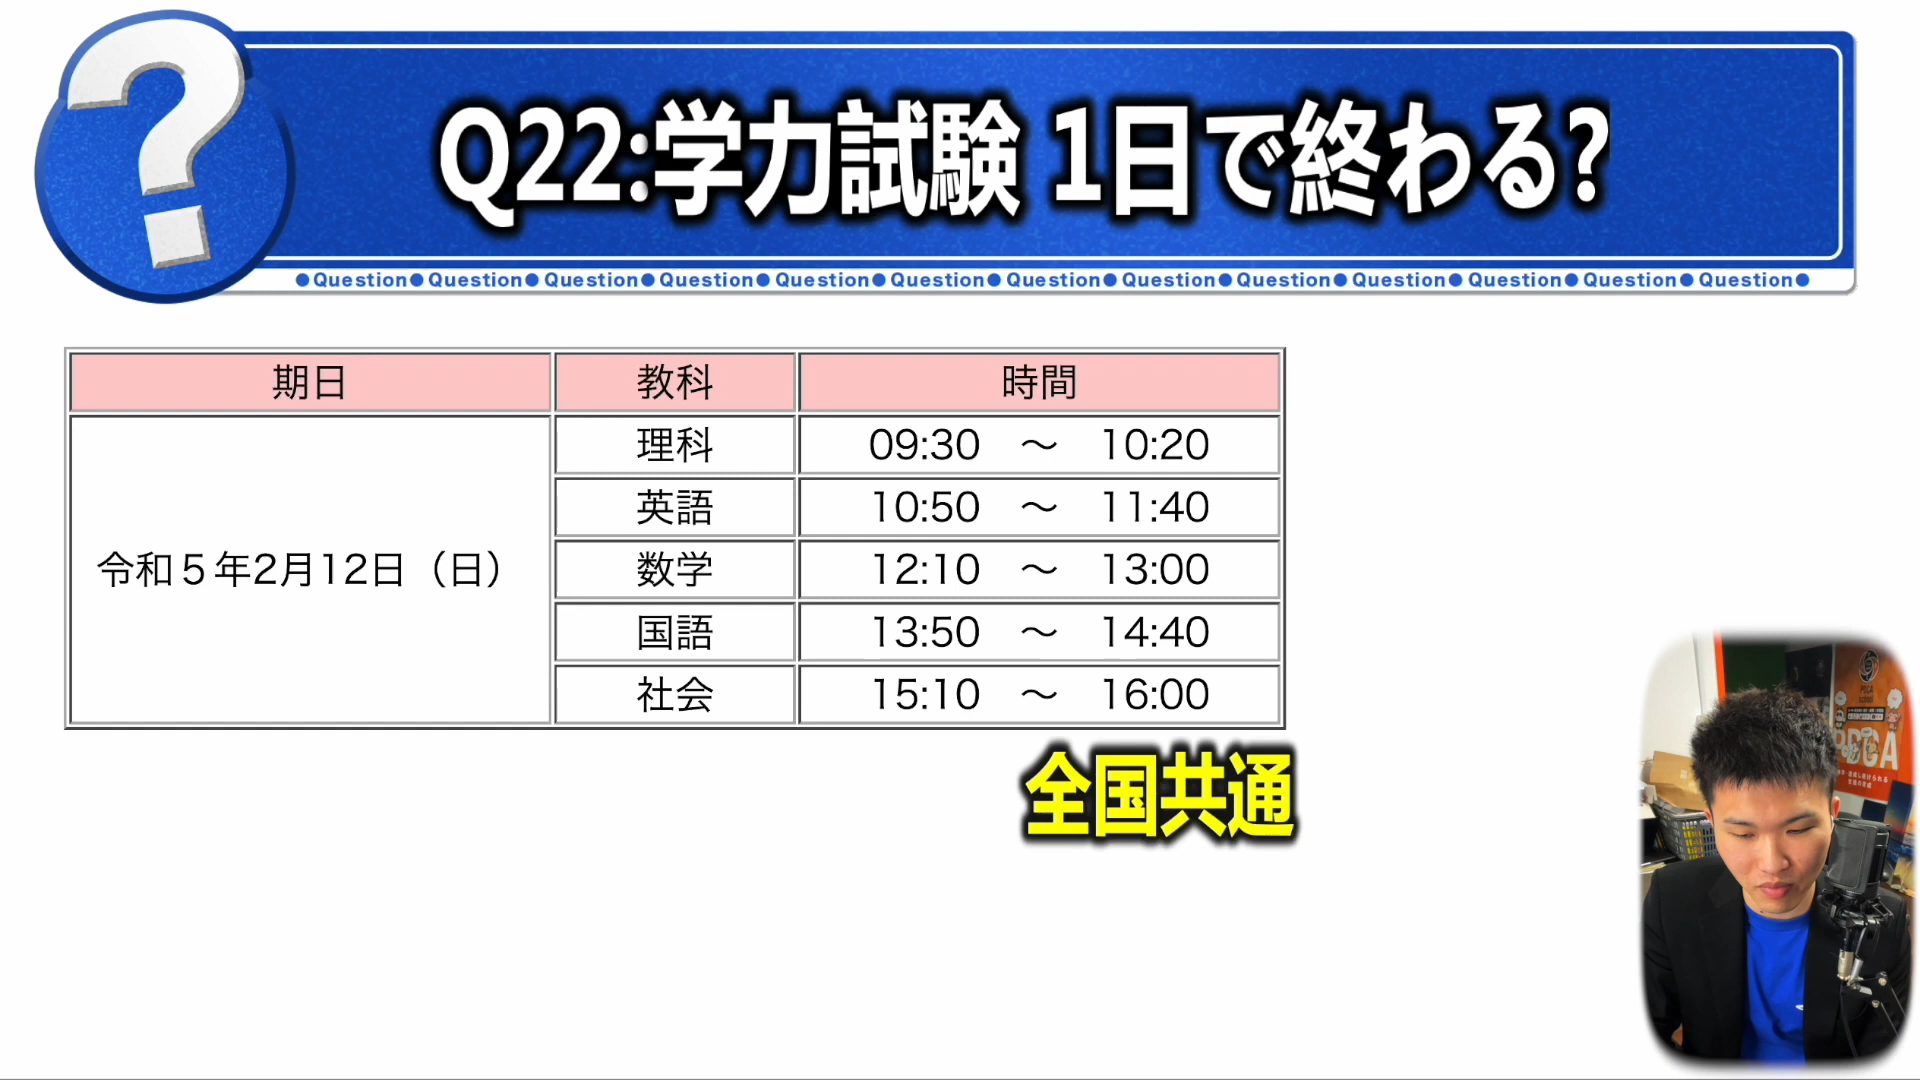 Q22:学力試験 1日で終わる?
●Question●Question●Question●Question●Question●Question●Question●Question●Question●Question●Question●Question●Question●
期日 教科 時間
令和５年2月12日（日）
理科 09:30 ～ 10:20
英語 10:50 ～ 11:40
数学 12:10 ～ 13:00
国語 13:50 ～ 14:40
社会 15:10 ～ 16:00
全国共通